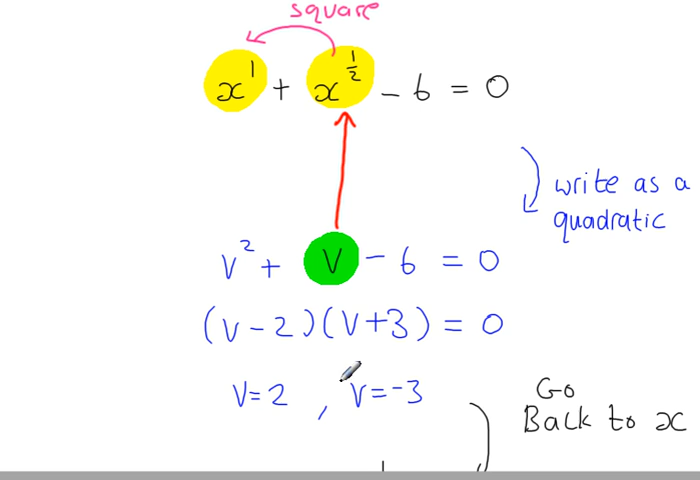 square
x¹ + x^½ - 6 = 0
write as a
quadratic
v² + v - 6 = 0
(v-2)(v+3) = 0
v=2 , v=-3
Go
Back to x